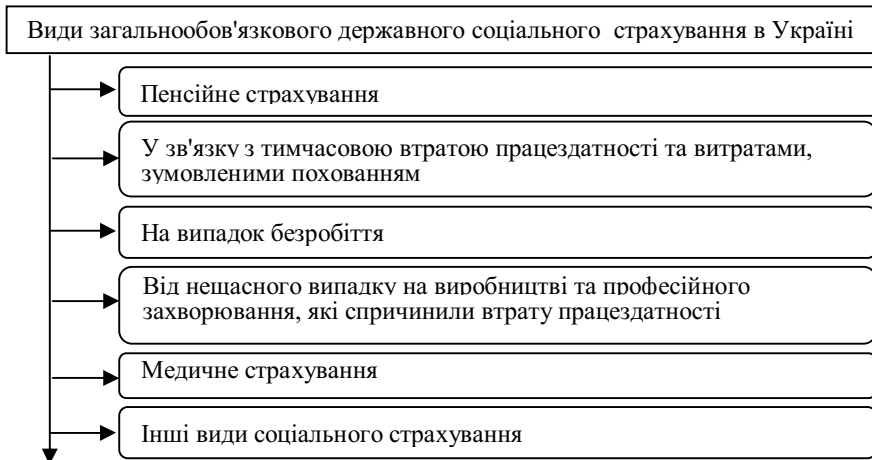 Види загальнообов'язкового державного соціального страхування в Україні
Пенсійне страхування
У зв'язку з тимчасовою втратою працездатності та витратами,
зумовленими похованням
На випадок безробіття
Від нещасного випадку на виробництві та професійного
захворювання, які спричинили втрату працездатності
Медичне страхування
Інші види соціального страхування